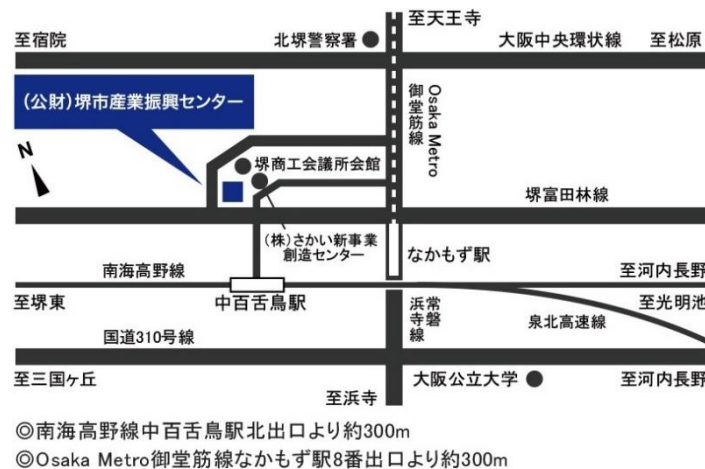 至天王寺
至宿院
北堺警察署
大阪中央環状線
至松原
(公財)堺市産業振興センター
Osaka Metro
御堂筋線
N
堺商工会議所会館
堺富田林線
(株)さかい新事業
創造センター
なかもず駅
南海高野線
至河内長野
至堺東
中百舌鳥駅
常磐
浜寺線
至光明池
国道310号線
泉北高速線
至三国ヶ丘
大阪公立大学
至河内長野
至浜寺
◎南海高野線中百舌鳥駅北出口より約300m
◎Osaka Metro御堂筋線なかもず駅8番出口より約300m